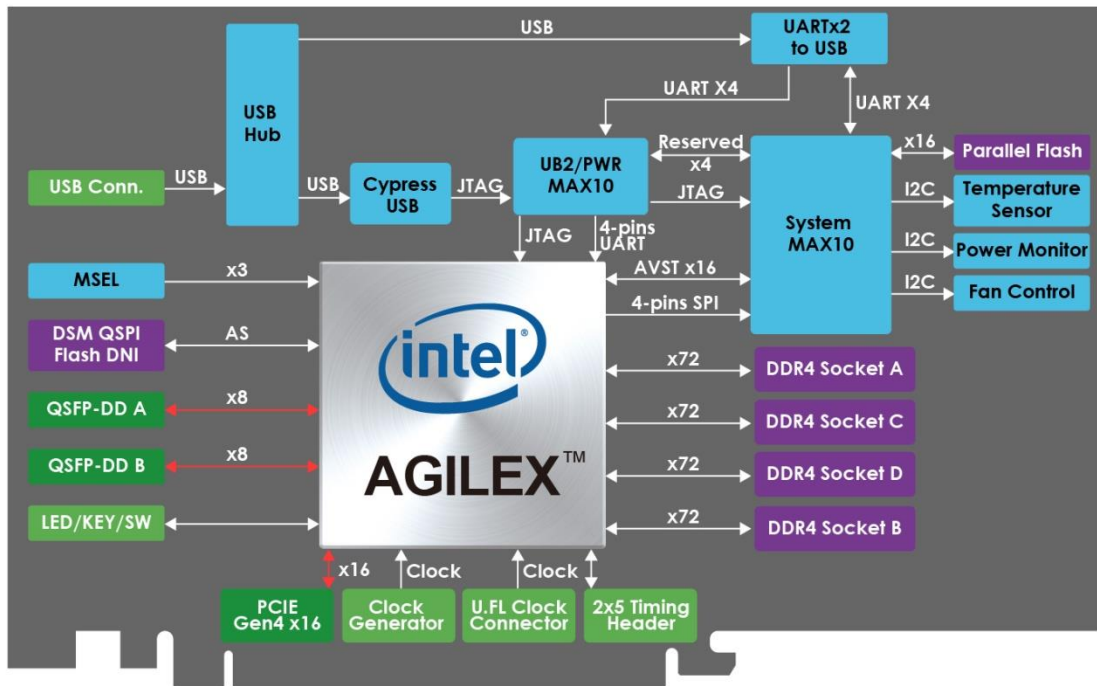 USB
UARTx2
to USB
USB
Hub
UART X4
UART X4
Reserved
x4
x16
Parallel Flash
USB Conn.
USB
USB
Cypress
USB
JTAG
UB2/PWR
MAX10
JTAG
System
MAX10
I2C
Temperature
Sensor
JTAG
4-pins
UART
I2C
Power Monitor
MSEL
x3
AVST x16
I2C
Fan Control
4-pins SPI
DSM QSPI
Flash DNI
AS
intel®
x72
DDR4 Socket A
QSFP-DD A
x8
x72
DDR4 Socket C
QSFP-DD B
x8
AGILEX™
x72
DDR4 Socket D
LED/KEY/SW
x72
DDR4 Socket B
x16
Clock
Clock
PCIE
Gen4 x16
Clock
Generator
U.FL Clock
Connector
2x5 Timing
Header